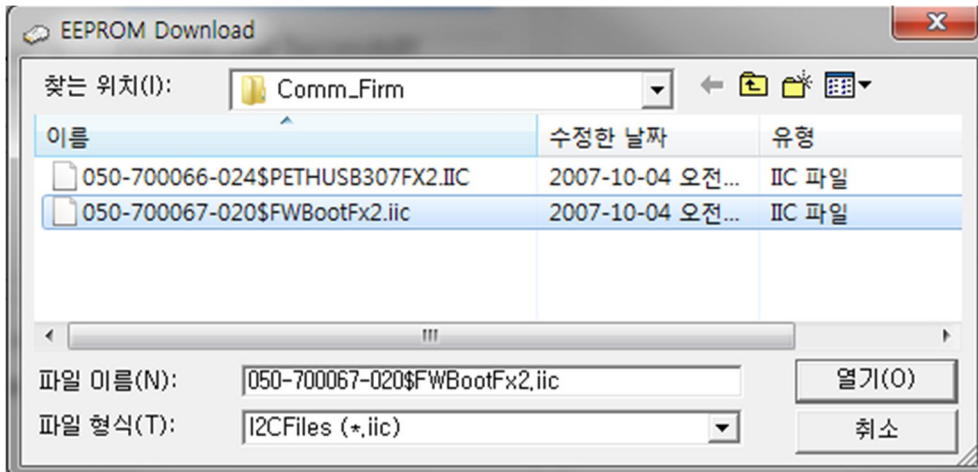 EEPROM Download
찾는 위치(I): Comm_Firm
이름 수정한 날짜 유형
050-700066-024$PETHUSB307FX2.IIC 2007-10-04 오전... IIC 파일
050-700067-020$FWBootFx2.iic 2007-10-04 오전... IIC 파일
파일 이름(N): 050-700067-020$FWBootFx2,iic 열기(O)
파일 형식(T): I2CFiles (*,iic) 취소